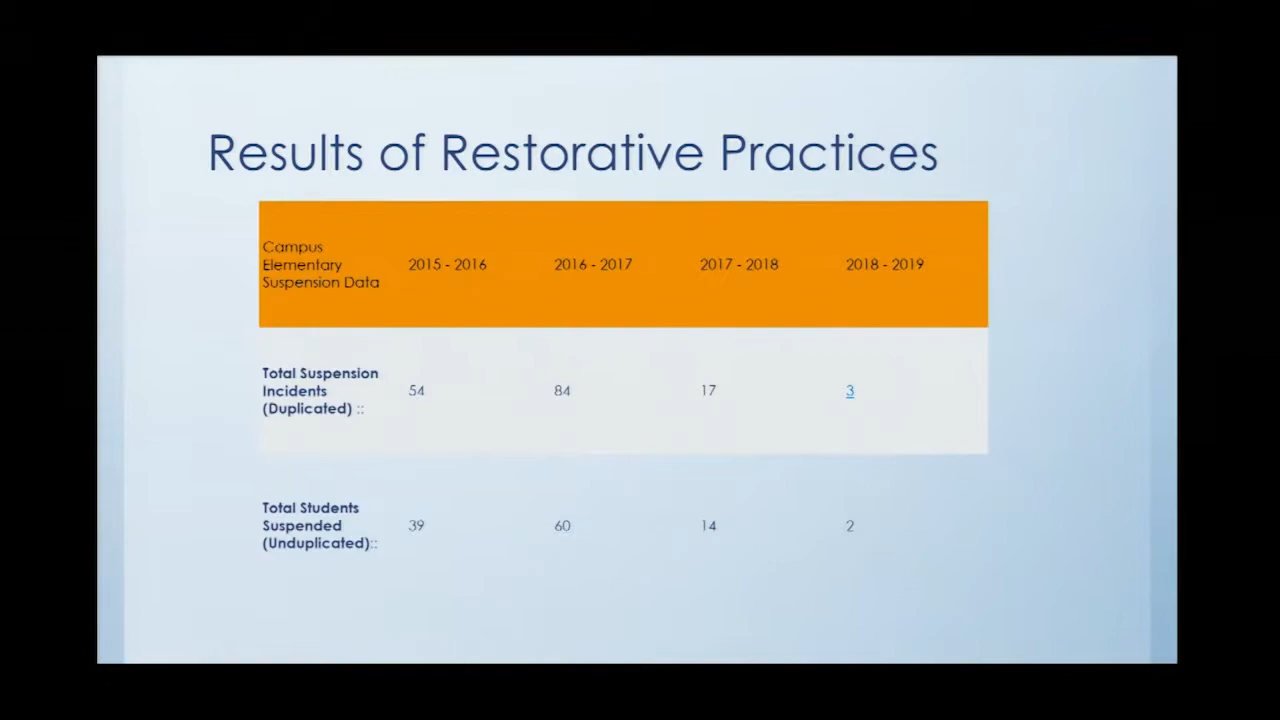 Results of Restorative Practices
Campus
Elementary
Suspension Data
2015 - 2016
2016 - 2017
2017 - 2018
2018 - 2019
Total Suspension
Incidents
(Duplicated) ::
54
84
17
3
Total Students
Suspended
(Unduplicated)::
39
60
14
2